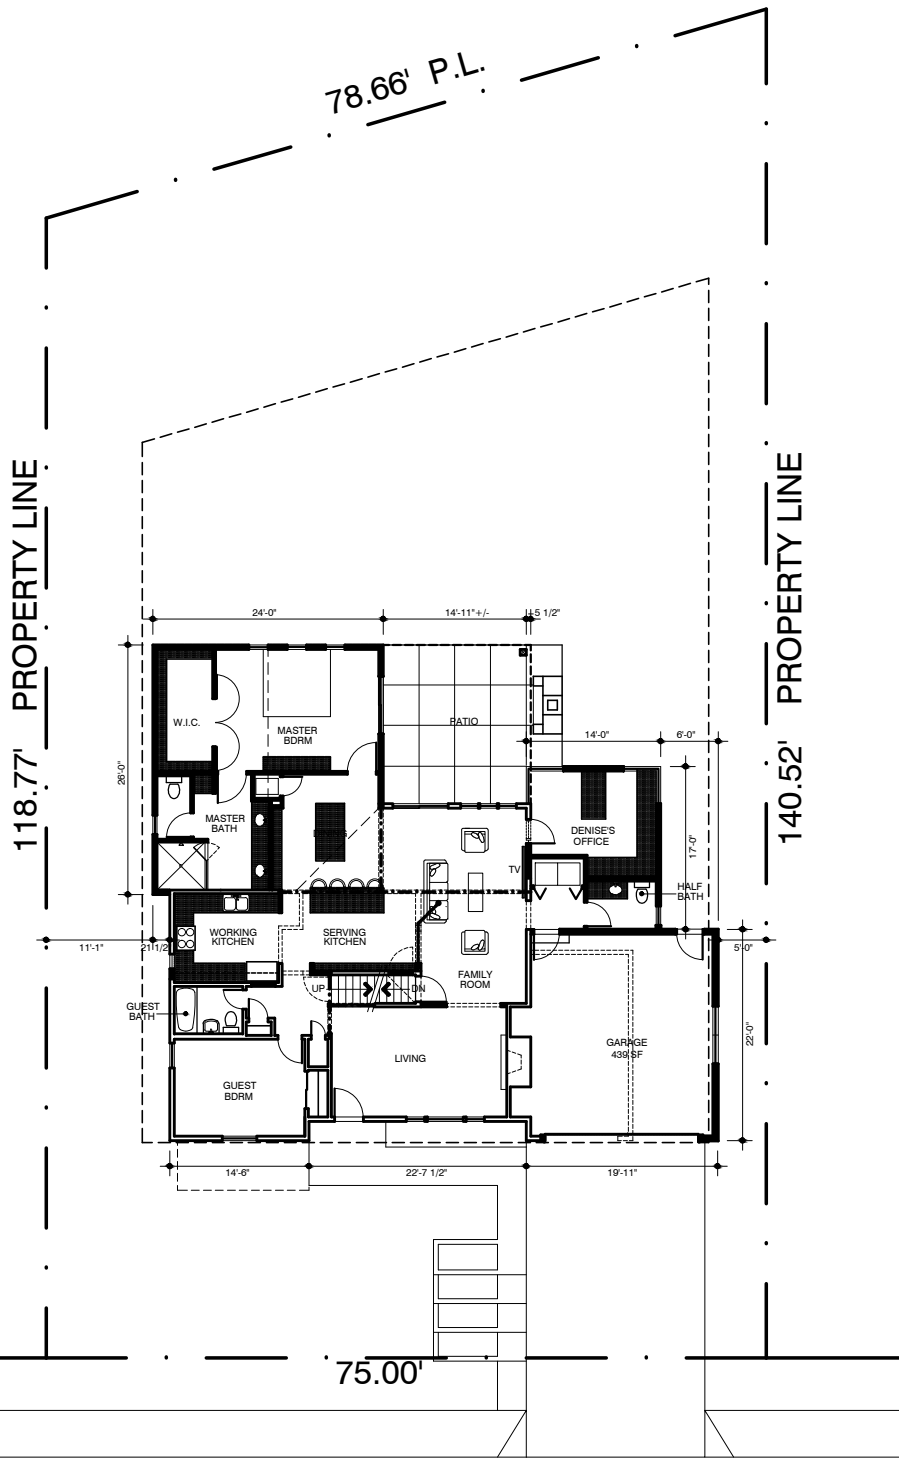 78.66' P.L.
118.77' PROPERTY LINE
140.52' PROPERTY LINE
24'-0"
14'-11"+/-
5 1/2"
26'-0"
W.I.C.
MASTER
BDRM
PATIO
14'-0"
6'-0"
MASTER
BATH
DENISE'S
OFFICE
17'-0"
TV
HALF
BATH
WORKING
KITCHEN
SERVING
KITCHEN
11'-1"
5'-0"
FAMILY
ROOM
UP
DN
GUEST
BATH
LIVING
GARAGE
439 SF
22'-0"
GUEST
BDRM
14'-6"
22'-7 1/2"
19'-11"
75.00'